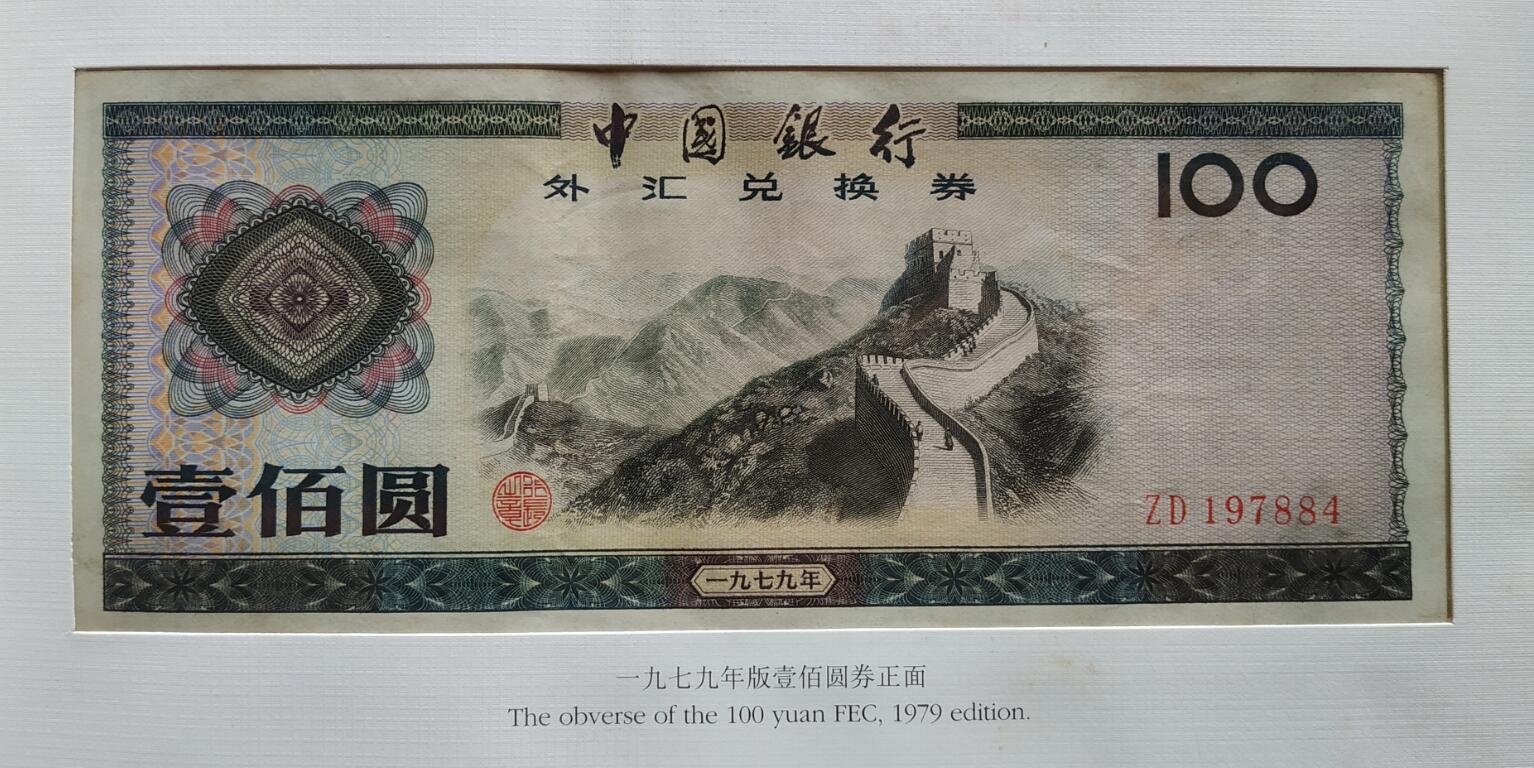 中國銀行
外汇兑换券
100
壹佰圆
ZD 197884
一九七九年
一九七九年版壹佰圆券正面
The obverse of the 100 yuan FEC, 1979 edition.